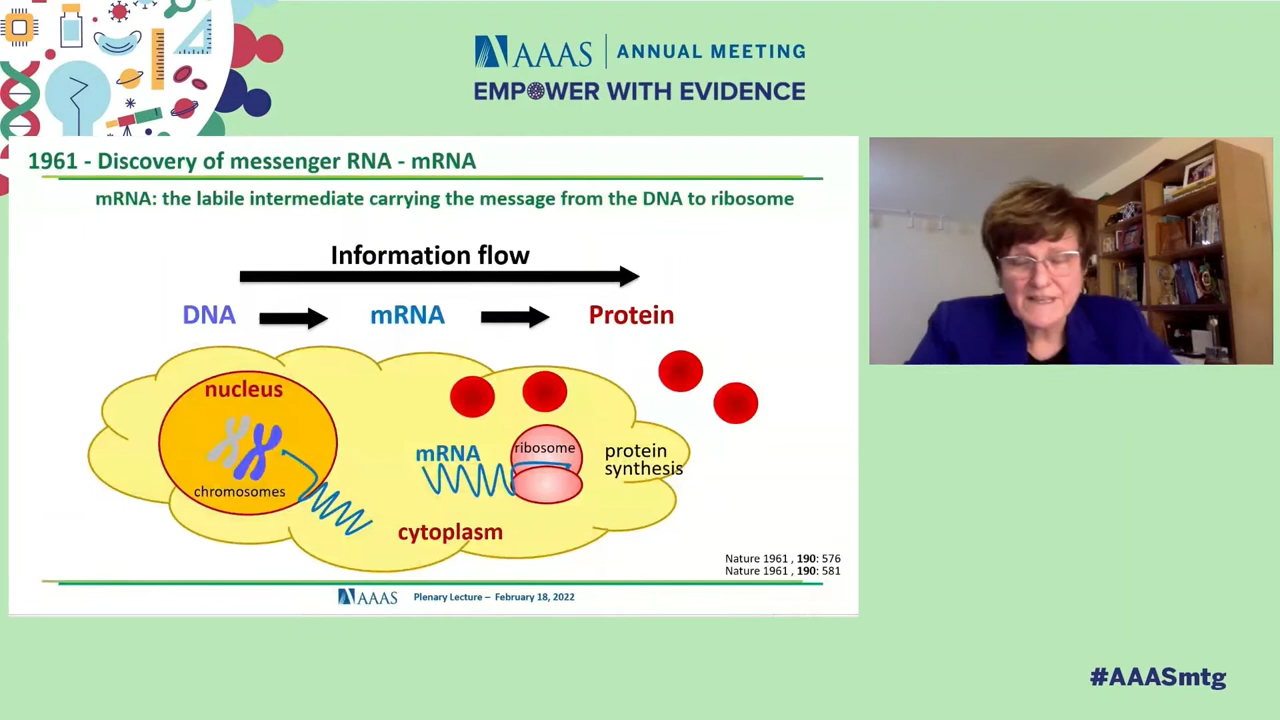 AAAS | ANNUAL MEETING
EMPOWER WITH EVIDENCE
1961 - Discovery of messenger RNA - mRNA
mRNA: the labile intermediate carrying the message from the DNA to ribosome
Information flow
DNA mRNA Protein
nucleus
chromosomes
mRNA
ribosome
protein
synthesis
cytoplasm
Nature 1961 , 190: 576
Nature 1961 , 190: 581
AAAS Plenary Lecture – February 18, 2022
#AAASmtg